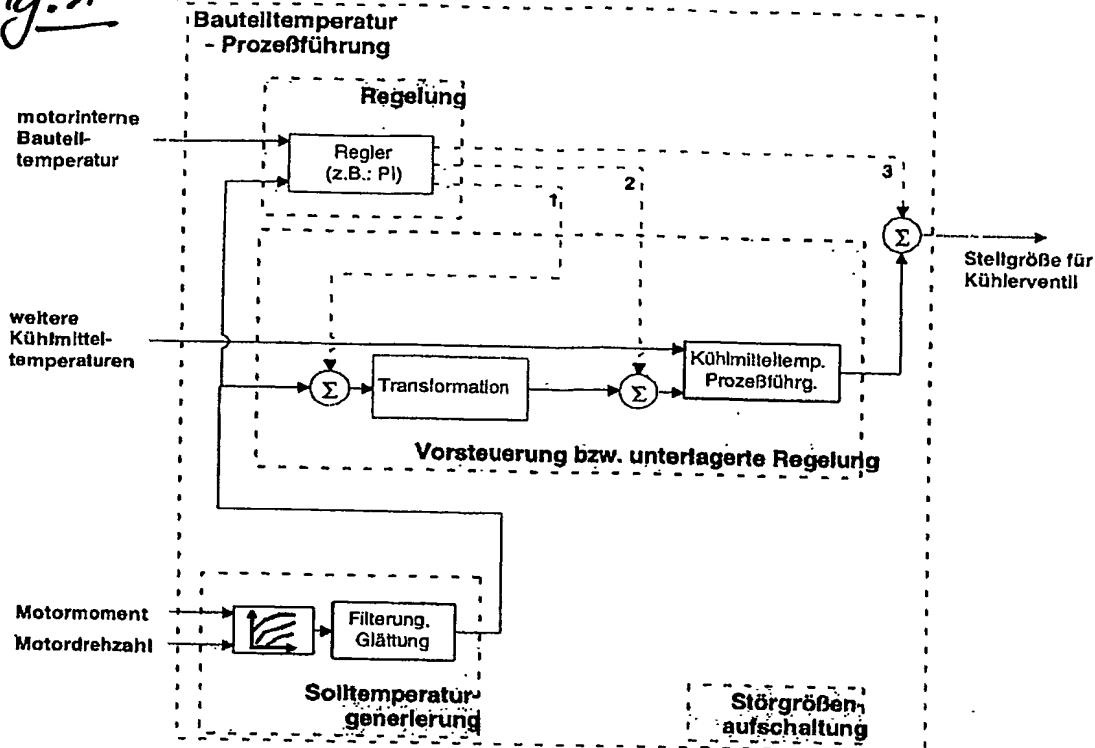 Bauteiltemperatur
- Prozeßführung
Regelung
motorinterne
Bauteil-
temperatur
Regler
(z.B.: PI)
1
2
3
Σ
Stellgröße für
Kühlerventil
weitere
Kühlmittel-
temperaturen
Σ
Transformation
Σ
Kühlmitteltemp.
Prozeßführg.
Vorsteuerung bzw. unterlagerte Regelung
Motormoment
Motordrehzahl
Filterung,
Glättung
Solltemperatur-
generierung
Störgrößen-
aufschaltung